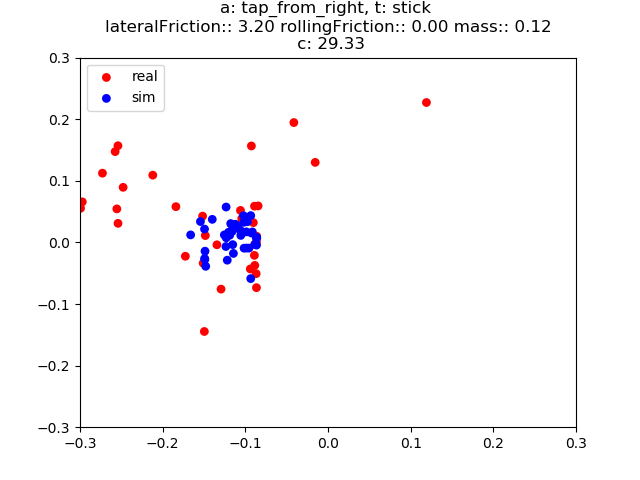 a: tap_from_right, t: stick
lateralFriction:: 3.20 rollingFriction:: 0.00 mass:: 0.12
c: 29.33
real
sim
0.3
0.2
0.1
0.0
−0.1
−0.2
−0.3
−0.3
−0.2
−0.1
0.0
0.1
0.2
0.3